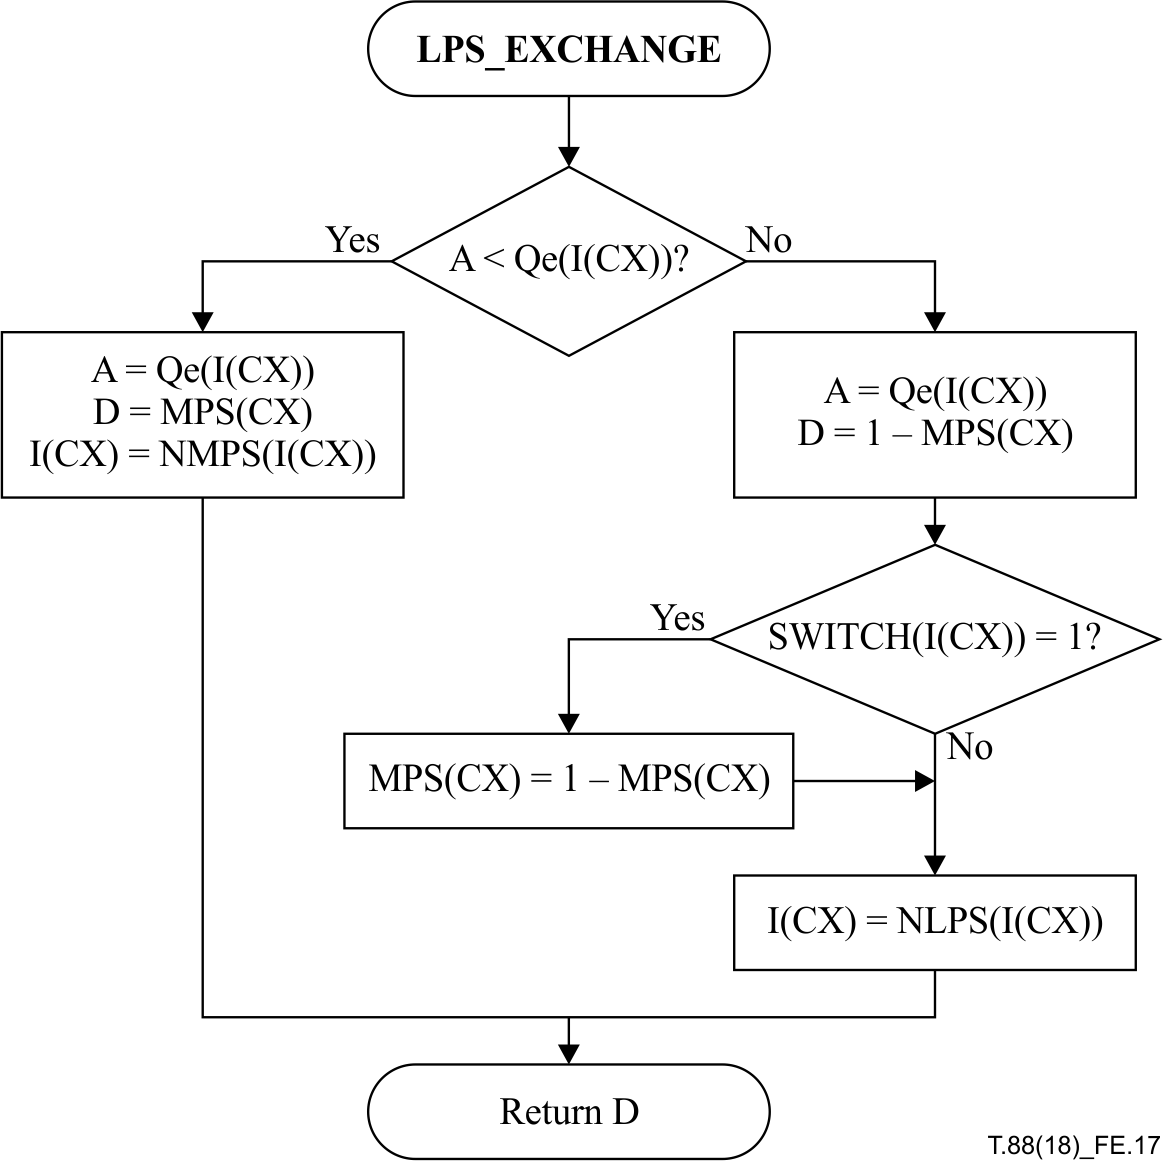 LPS_EXCHANGE
A < Qe(I(CX))?
Yes
No
A = Qe(I(CX))
D = MPS(CX)
I(CX) = NMPS(I(CX))
A = Qe(I(CX))
D = 1 – MPS(CX)
SWITCH(I(CX)) = 1?
Yes
No
MPS(CX) = 1 – MPS(CX)
I(CX) = NLPS(I(CX))
Return D
T.88(18)_FE.17